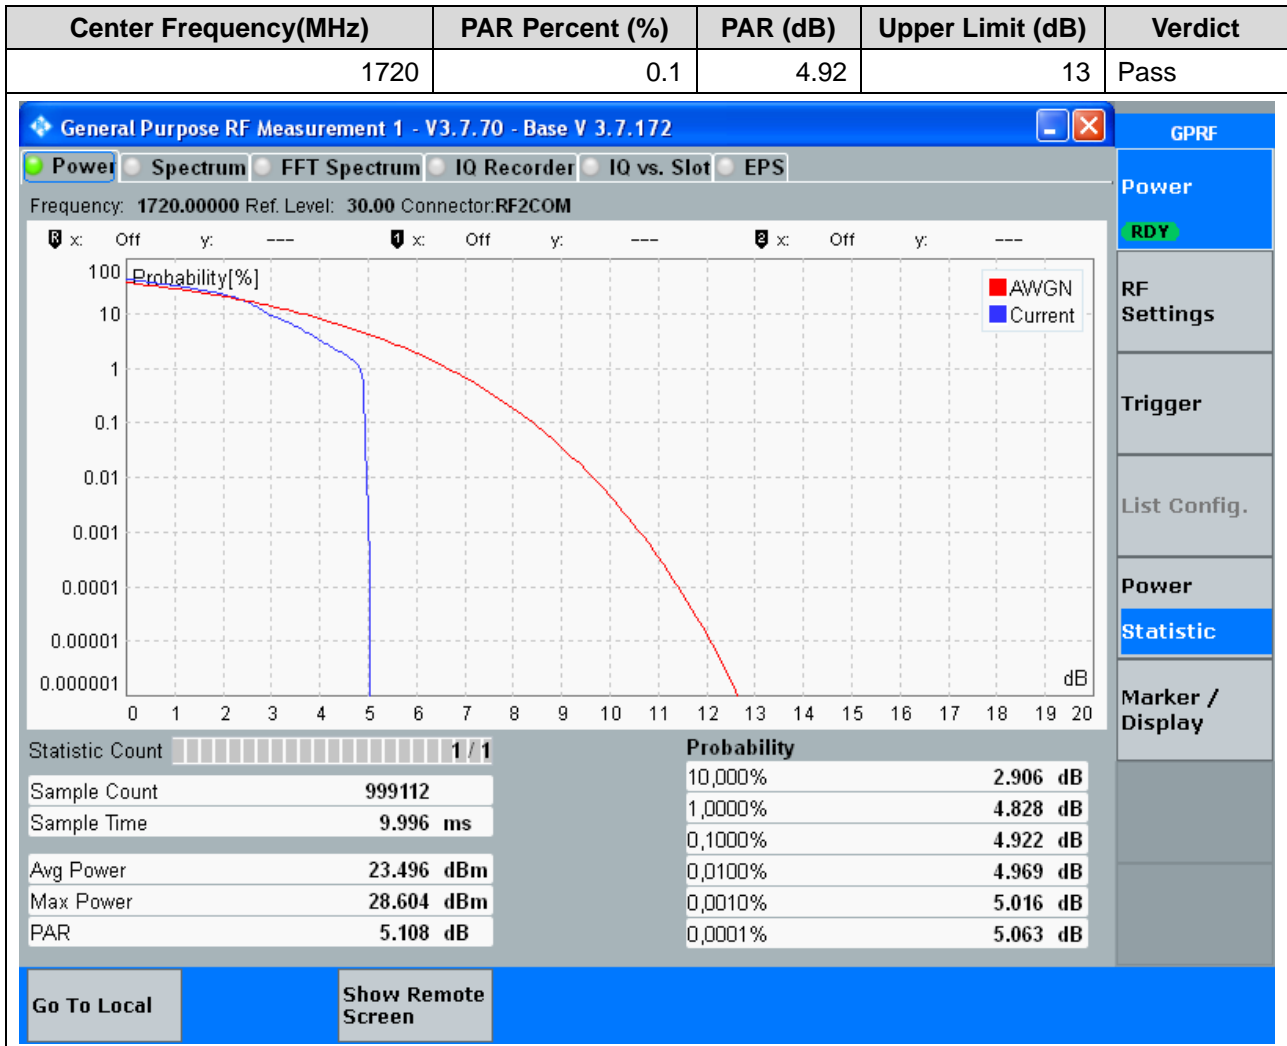 Center Frequency(MHz) PAR Percent (%) PAR (dB) Upper Limit (dB) Verdict
1720 0.1 4.92 13 Pass
General Purpose RF Measurement 1 - V3.7.70 - Base V 3.7.172
GPRF
Power Spectrum FFT Spectrum IQ Recorder IQ vs. Slot EPS
Frequency: 1720.00000 Ref. Level: 30.00 Connector:RF2COM
R x: Off y: --- 1 x: Off y: --- 2 x: Off y: ---
Probability[%]
100
10
1
0.1
0.01
0.001
0.0001
0.00001
0.000001
AWGN
Current
dB
0 1 2 3 4 5 6 7 8 9 10 11 12 13 14 15 16 17 18 19 20
Statistic Count 1 / 1
Sample Count 999112
Sample Time 9.996 ms
Avg Power 23.496 dBm
Max Power 28.604 dBm
PAR 5.108 dB
Probability
10,000% 2.906 dB
1,0000% 4.828 dB
0,1000% 4.922 dB
0,0100% 4.969 dB
0,0010% 5.016 dB
0,0001% 5.063 dB
Power
RDY
RF
Settings
Trigger
List Config.
Power
Statistic
Marker /
Display
Go To Local
Show Remote
Screen